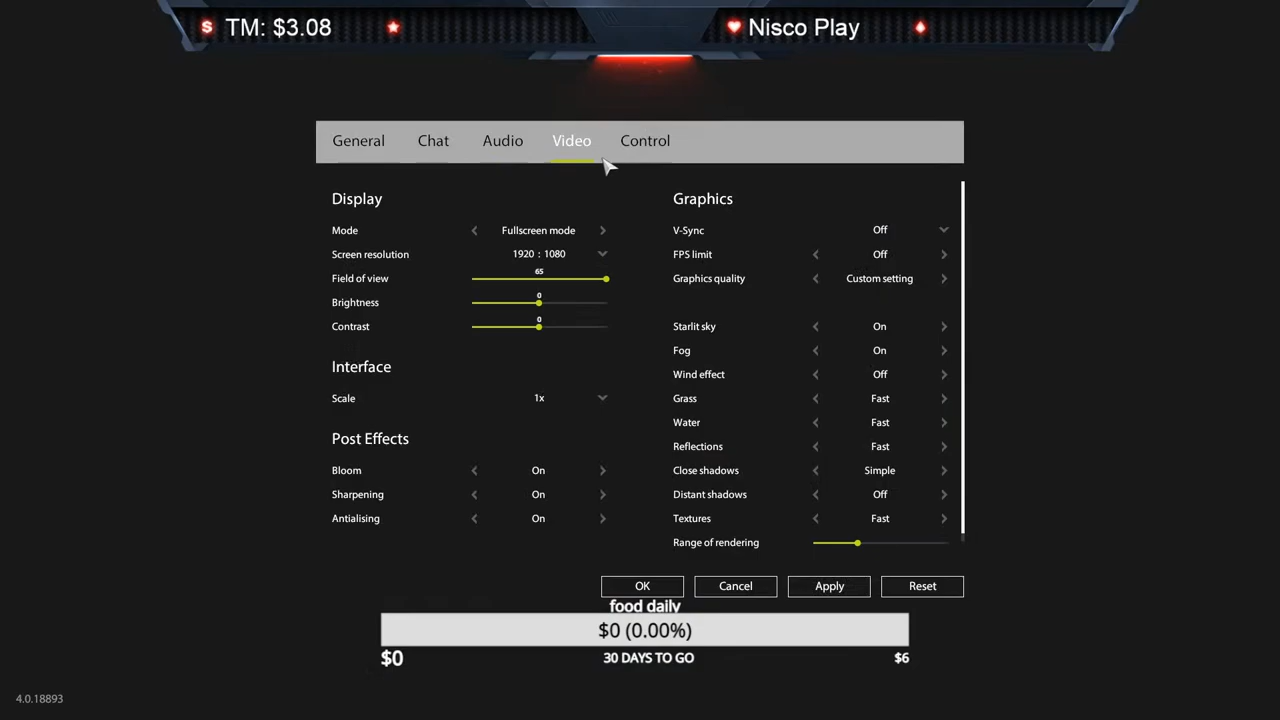 TM: $3.08
Nisco Play
General Chat Audio Video Control
Display
Mode Fullscreen mode
Screen resolution 1920 : 1080
Field of view 65
Brightness 0
Contrast 0
Interface
Scale 1x
Post Effects
Bloom On
Sharpening On
Antialising On
Graphics
V-Sync Off
FPS limit Off
Graphics quality Custom setting
Starlit sky On
Fog On
Wind effect Off
Grass Fast
Water Fast
Reflections Fast
Close shadows Simple
Distant shadows Off
Textures Fast
Range of rendering
OK Cancel Apply Reset
food daily
$0 (0.00%)
$0 30 DAYS TO GO $6
4.0.18893